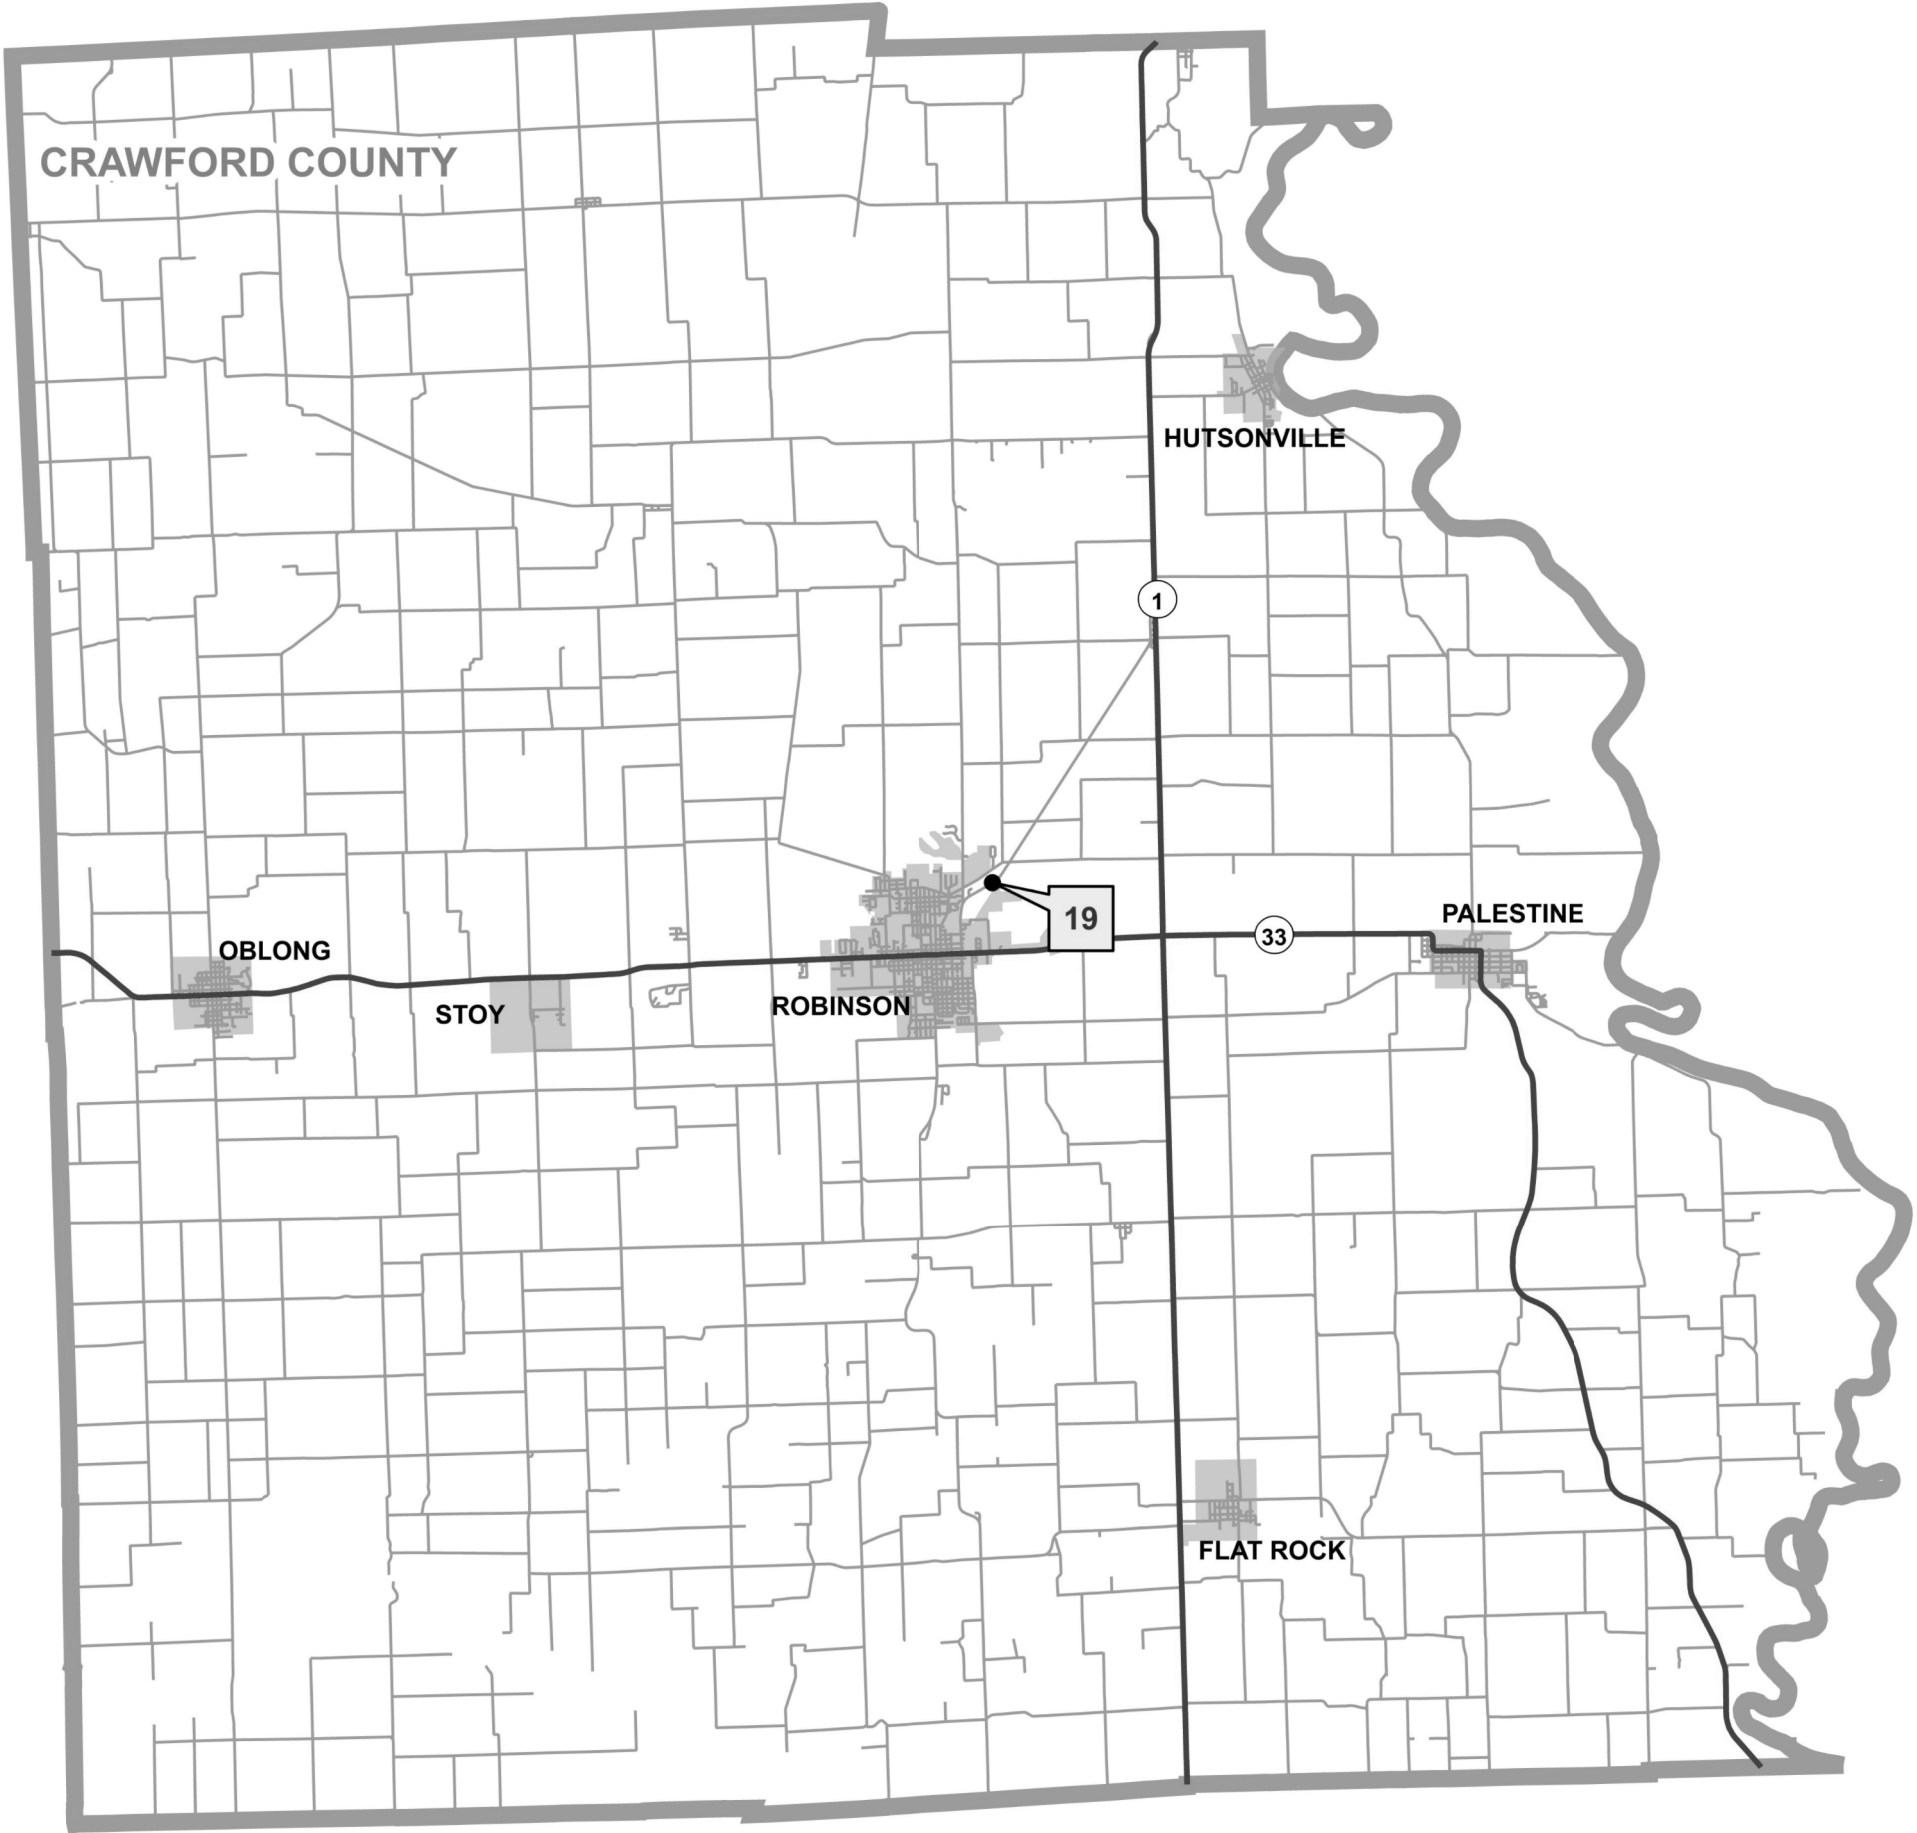 CRAWFORD COUNTY
HUTSONVILLE
1
19
PALESTINE
33
OBLONG
STOY
ROBINSON
FLAT ROCK